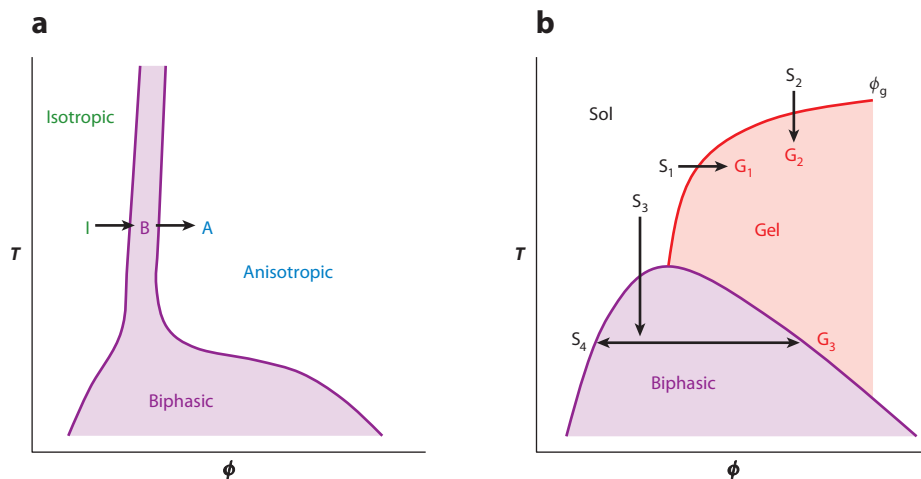 a
Isotropic
I
B
A
T
Anisotropic
Biphasic
ϕ
b
S2
ϕg
Sol
G2
S1
G1
S3
Gel
T
S4
G3
Biphasic
ϕ